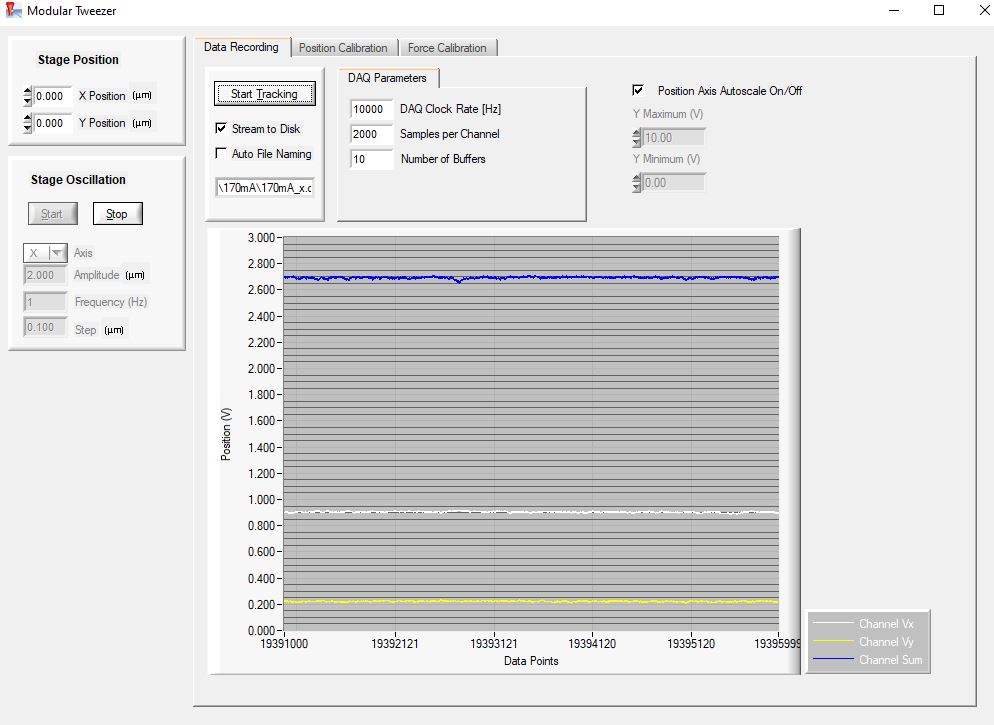 Modular Tweezer
Stage Position
0.000 X Position (µm)
0.000 Y Position (µm)
Stage Oscillation
Start Stop
X Axis
2.000 Amplitude (µm)
1 Frequency (Hz)
0.100 Step (µm)
Data Recording Position Calibration Force Calibration
Start Tracking
Stream to Disk
Auto File Naming
\170mA\170mA_x.c
DAQ Parameters
10000 DAQ Clock Rate [Hz]
2000 Samples per Channel
10 Number of Buffers
Position Axis Autoscale On/Off
Y Maximum (V)
10.00
Y Minimum (V)
0.00
Position (V)
3.000
2.800
2.600
2.400
2.200
2.000
1.800
1.600
1.400
1.200
1.000
0.800
0.600
0.400
0.200
0.000
19391000 19392121 19393121 19394120 19395120 19395999
Data Points
Channel Vx
Channel Vy
Channel Sum